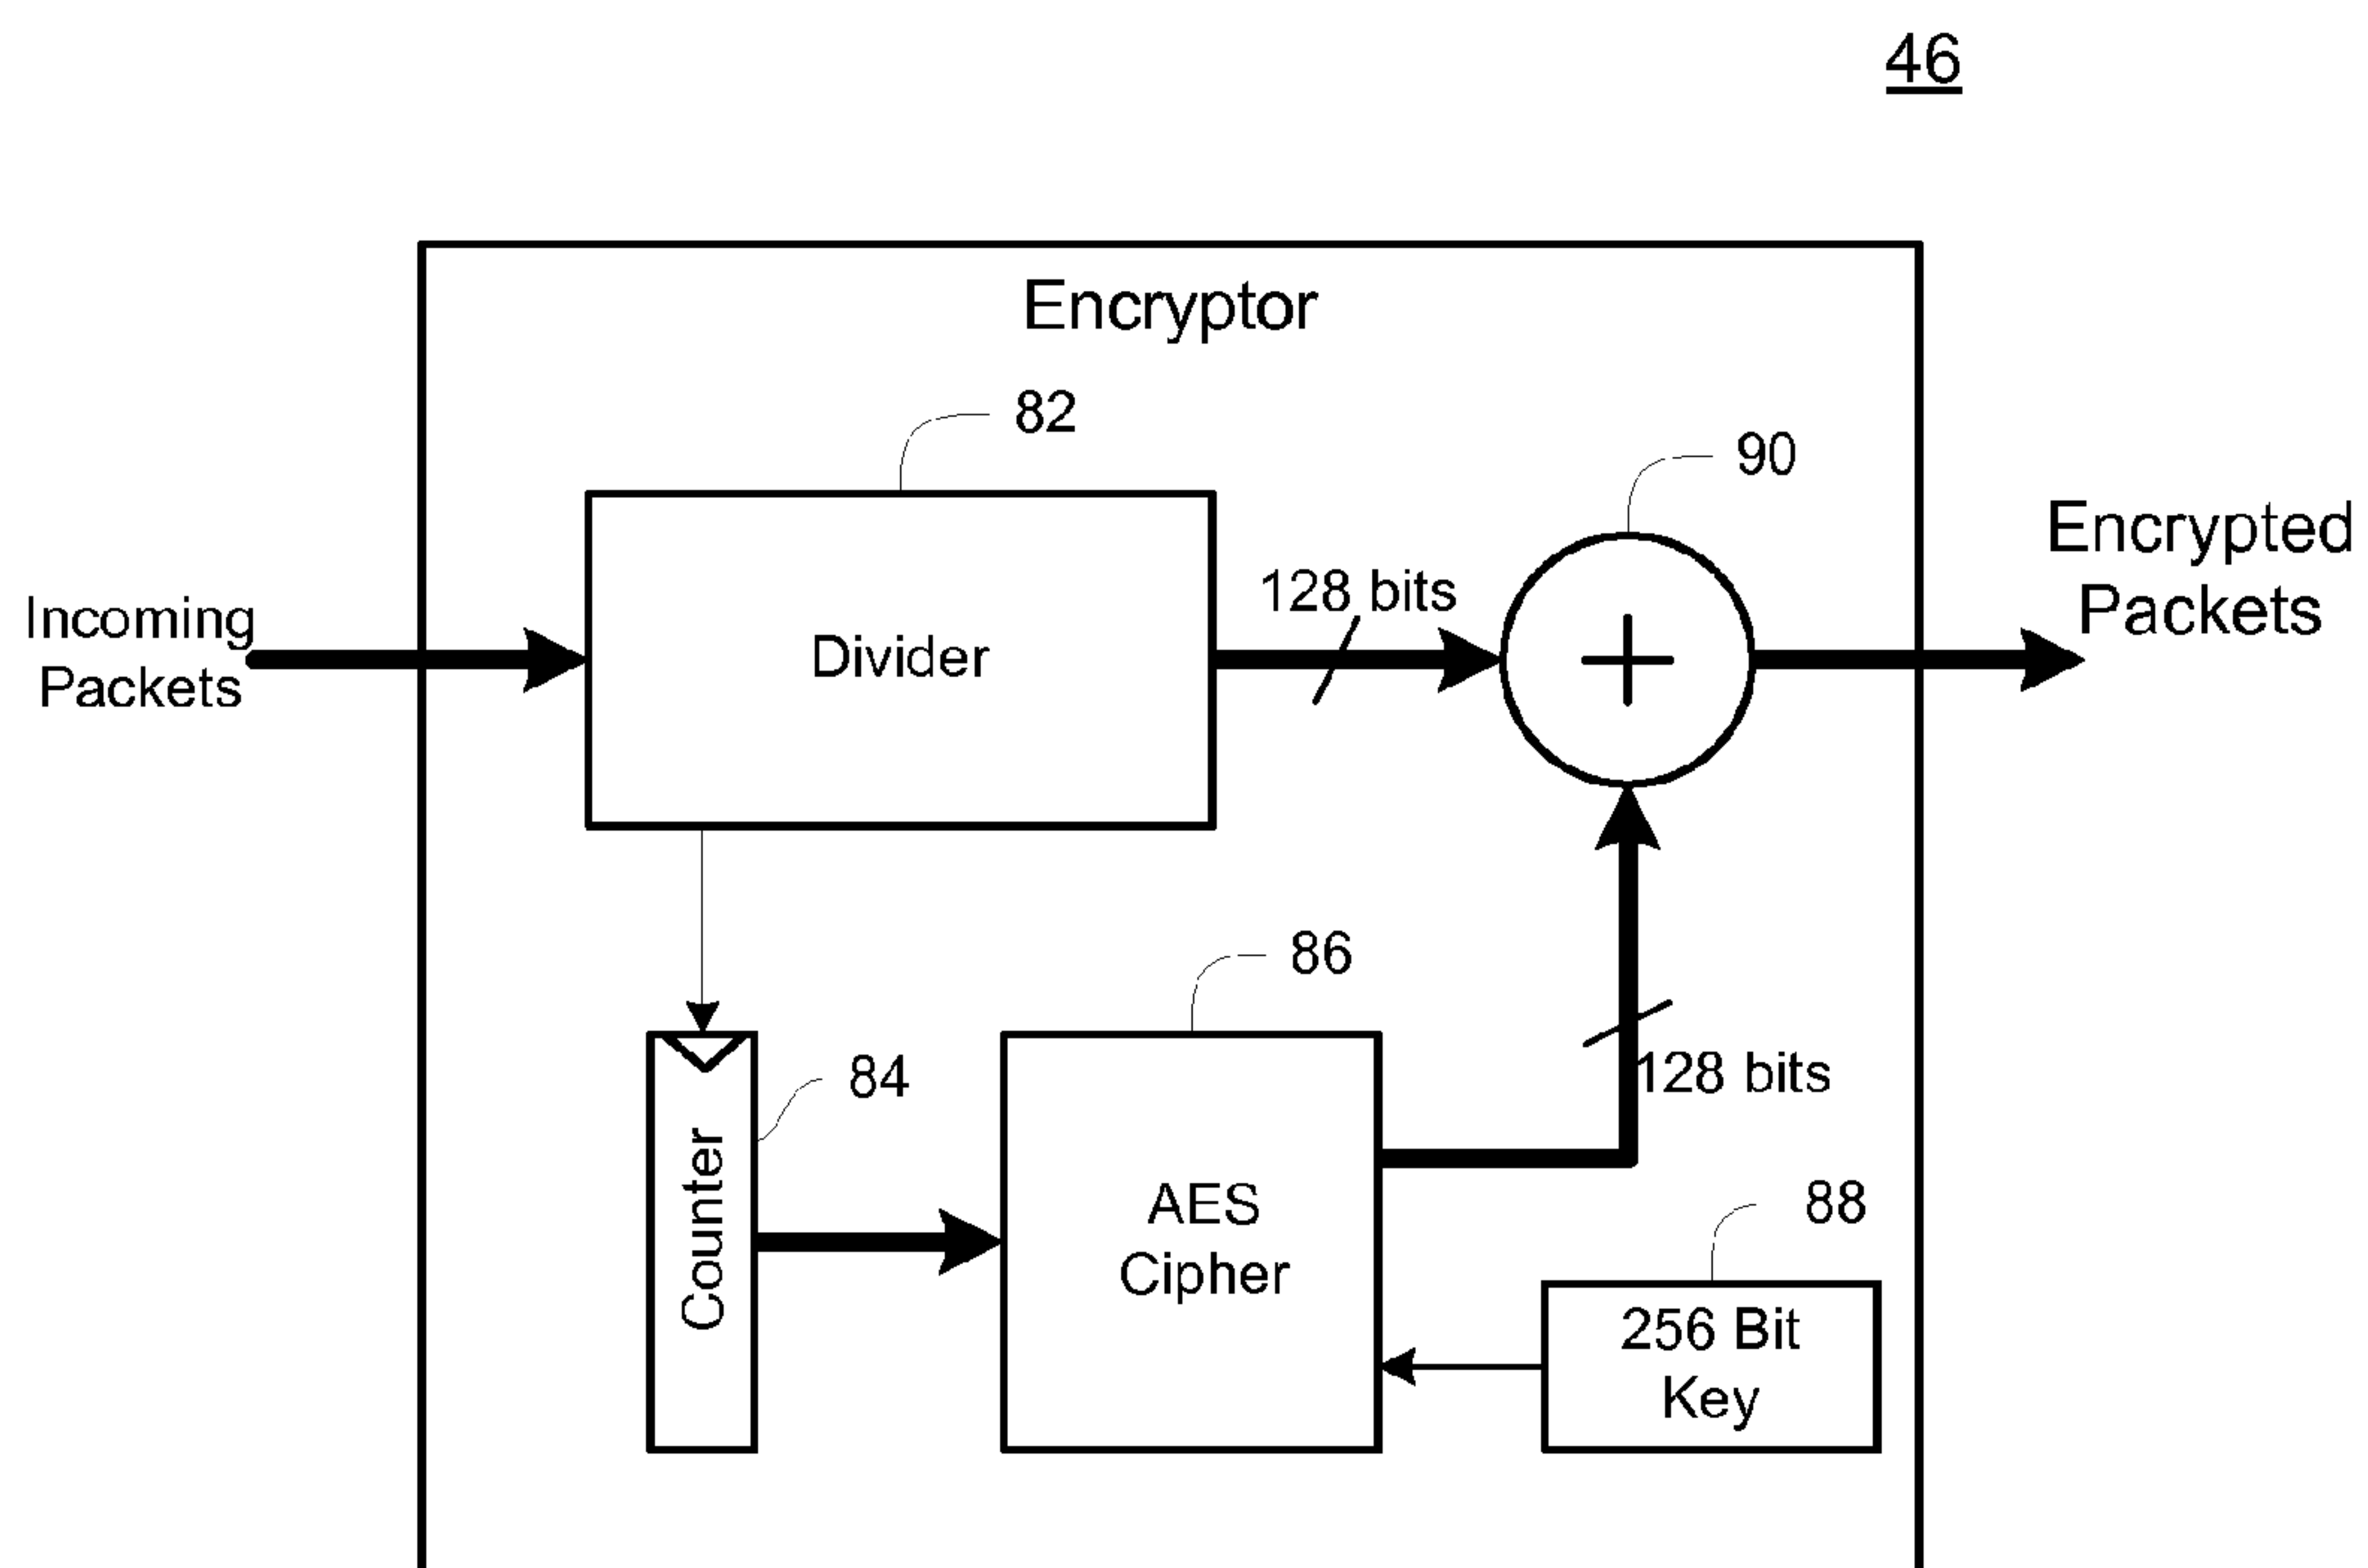 46
Encryptor
82
90
Encrypted
Packets
128 bits
Incoming
Packets
Divider
86
84
128 bits
Counter
AES
Cipher
88
256 Bit
Key